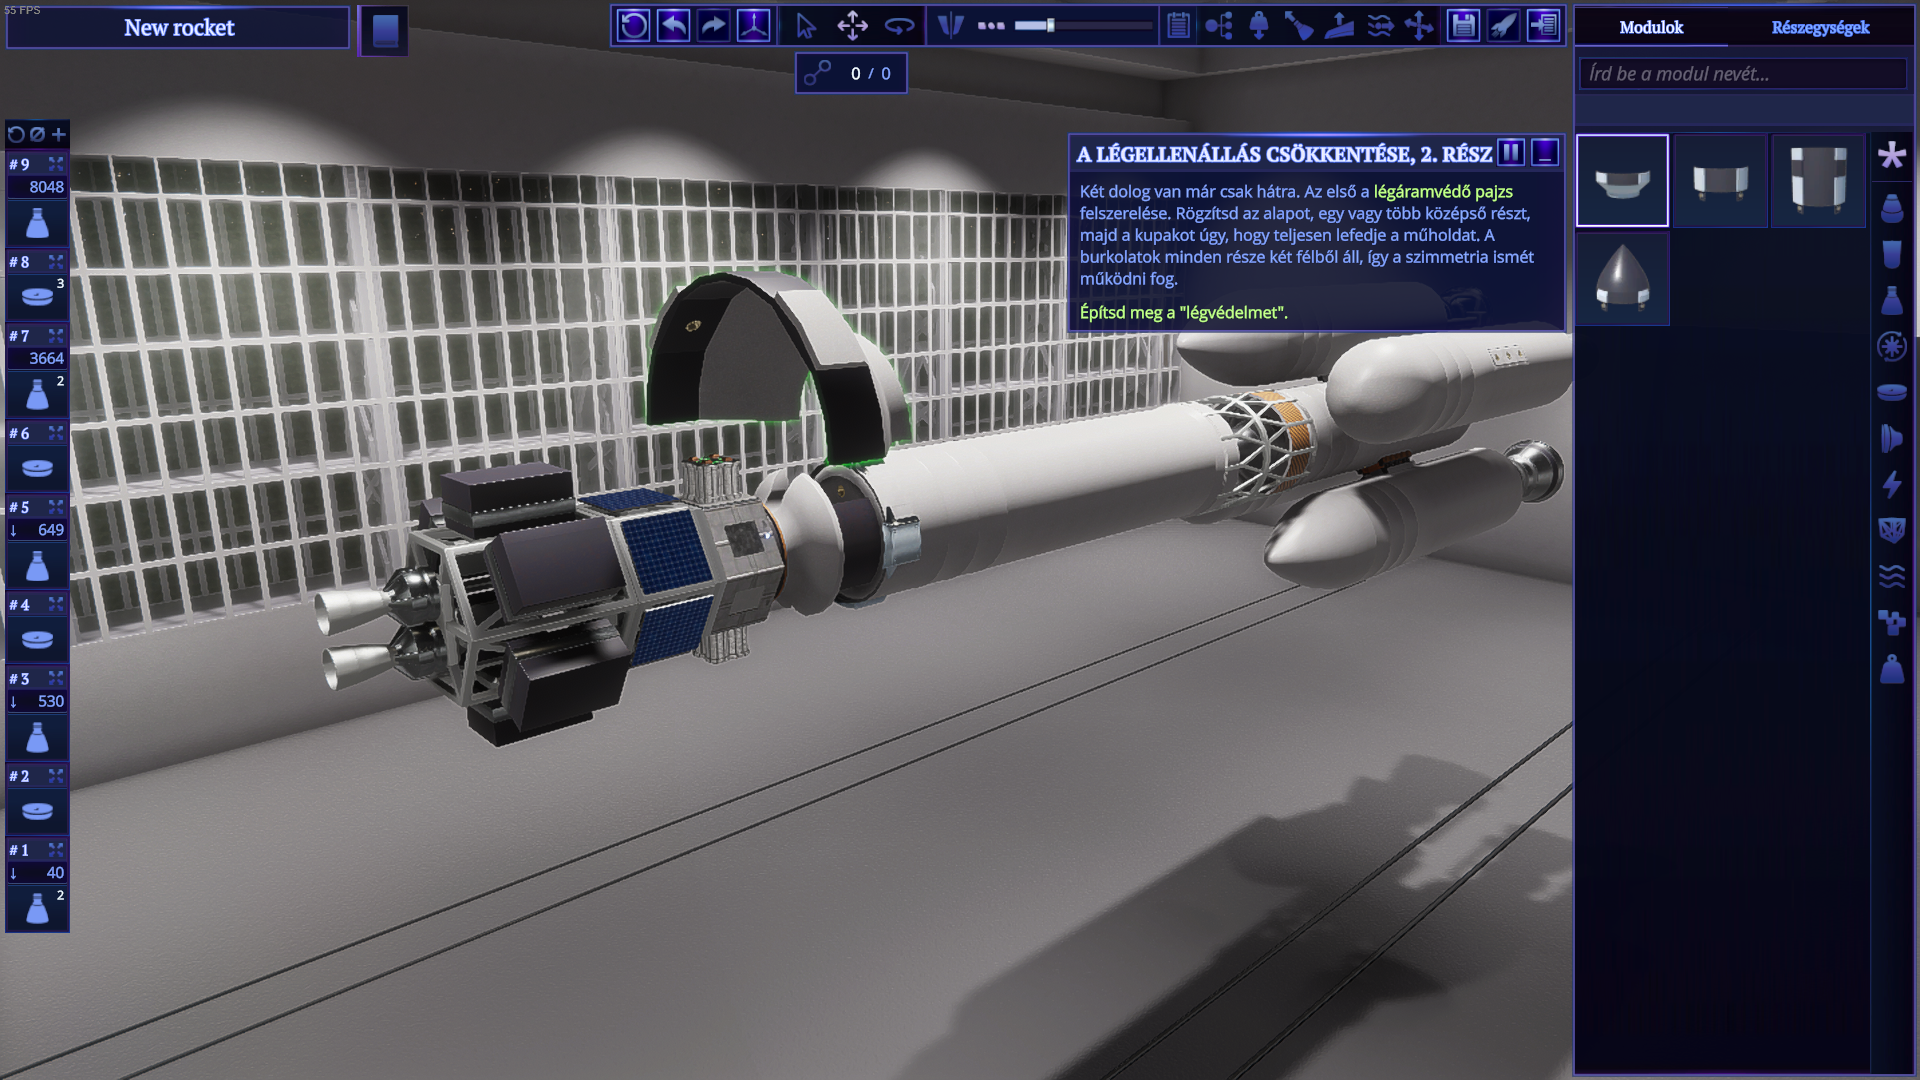 55 FPS
New rocket
0 / 0
Modulok
Részegységek
Írd be a modul nevét...
A LÉGELLENÁLLÁS CSÖKKENTÉSE, 2. RÉSZ
Két dolog van már csak hátra. Az első a légáramvédő pajzs
felszerelése. Rögzítsd az alapot, egy vagy több középső részt,
majd a kupakot úgy, hogy teljesen lefedje a műholdat. A
burkolatok minden része két félből áll, így a szimmetria ismét
működni fog.
Építsd meg a "légvédelmet".
#9
8048
#8
3
#7
3664
2
#6
#5
↓ 649
#4
#3
↓ 530
#2
#1
↓ 40
2